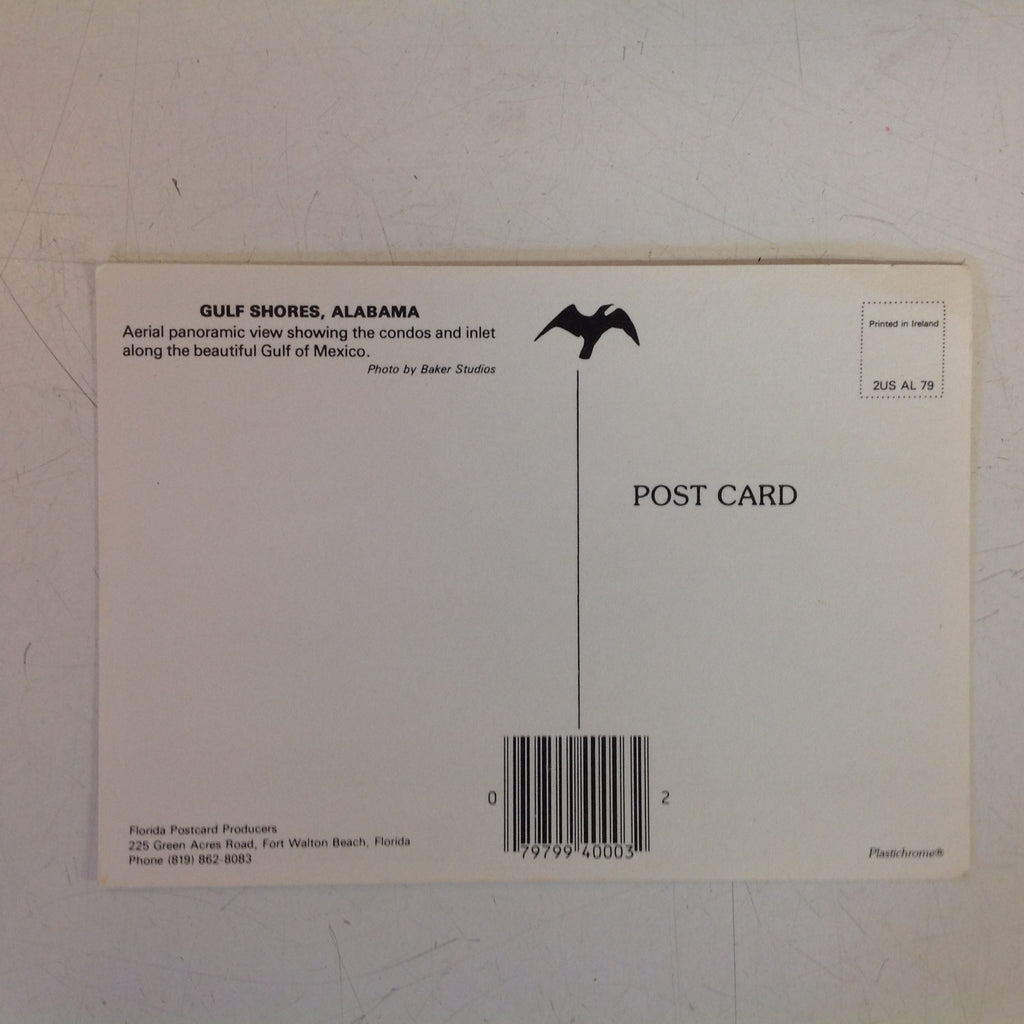 GULF SHORES, ALABAMA
Aerial panoramic view showing the condos and inlet
along the beautiful Gulf of Mexico.
Photo by Baker Studios
Printed in Ireland
2US AL 79
POST CARD
0 79799 40003 2
Florida Postcard Producers
225 Green Acres Road, Fort Walton Beach, Florida
Phone (819) 862-8083
Plastichrome®